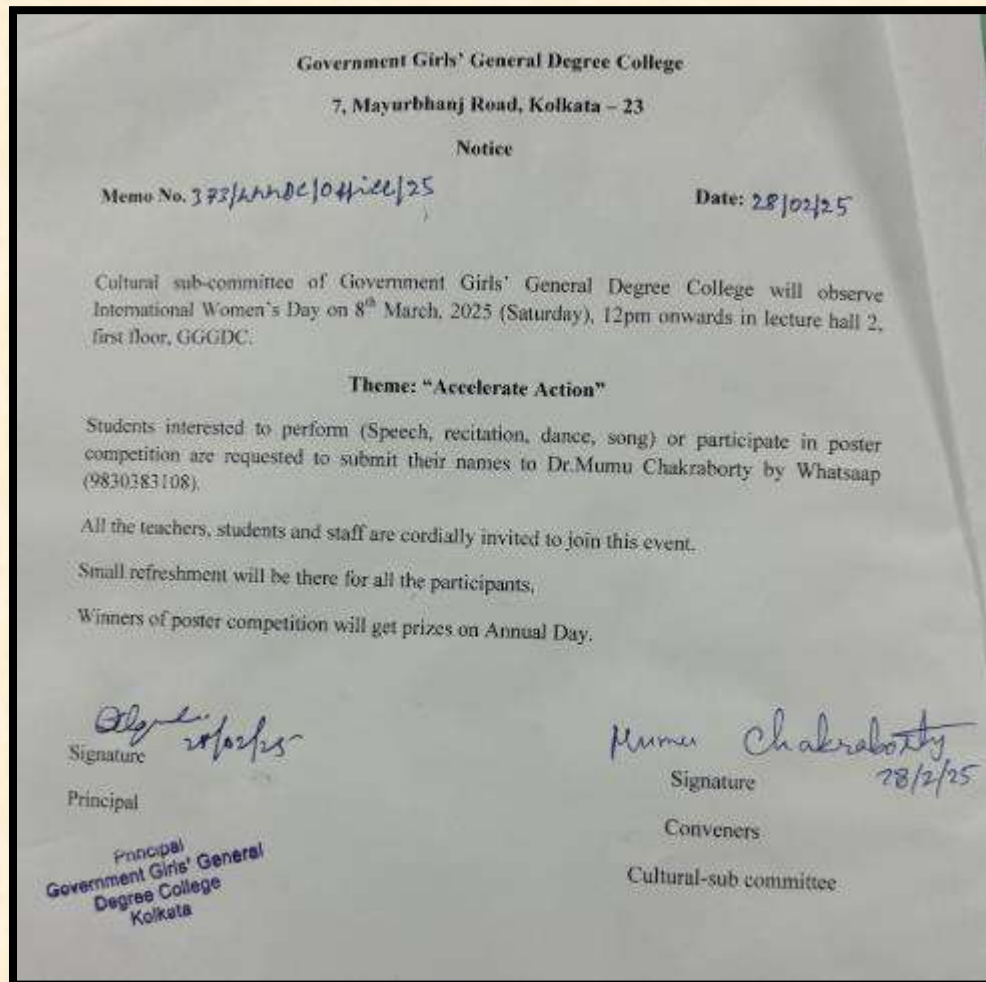 Government Girls' General Degree College
7, Mayurbhanj Road, Kolkata – 23
Notice
Memo No. 373/GGGDC/Office/25 Date: 28/02/25
Cultural sub-committee of Government Girls' General Degree College will observe
International Women's Day on 8th March, 2025 (Saturday), 12pm onwards in lecture hall 2,
first floor, GGGDC.
Theme: “Accelerate Action”
Students interested to perform (Speech, recitation, dance, song) or participate in poster
competition are requested to submit their names to Dr.Mumu Chakraborty by Whatsaap
(9830383108).
All the teachers, students and staff are cordially invited to join this event.
Small refreshment will be there for all the participants,
Winners of poster competition will get prizes on Annual Day.
28/02/25
Signature
Principal
Principal
Government Girls' General
Degree College
Kolkata
Mumu Chakraborty
Signature 28/2/25
Conveners
Cultural-sub committee